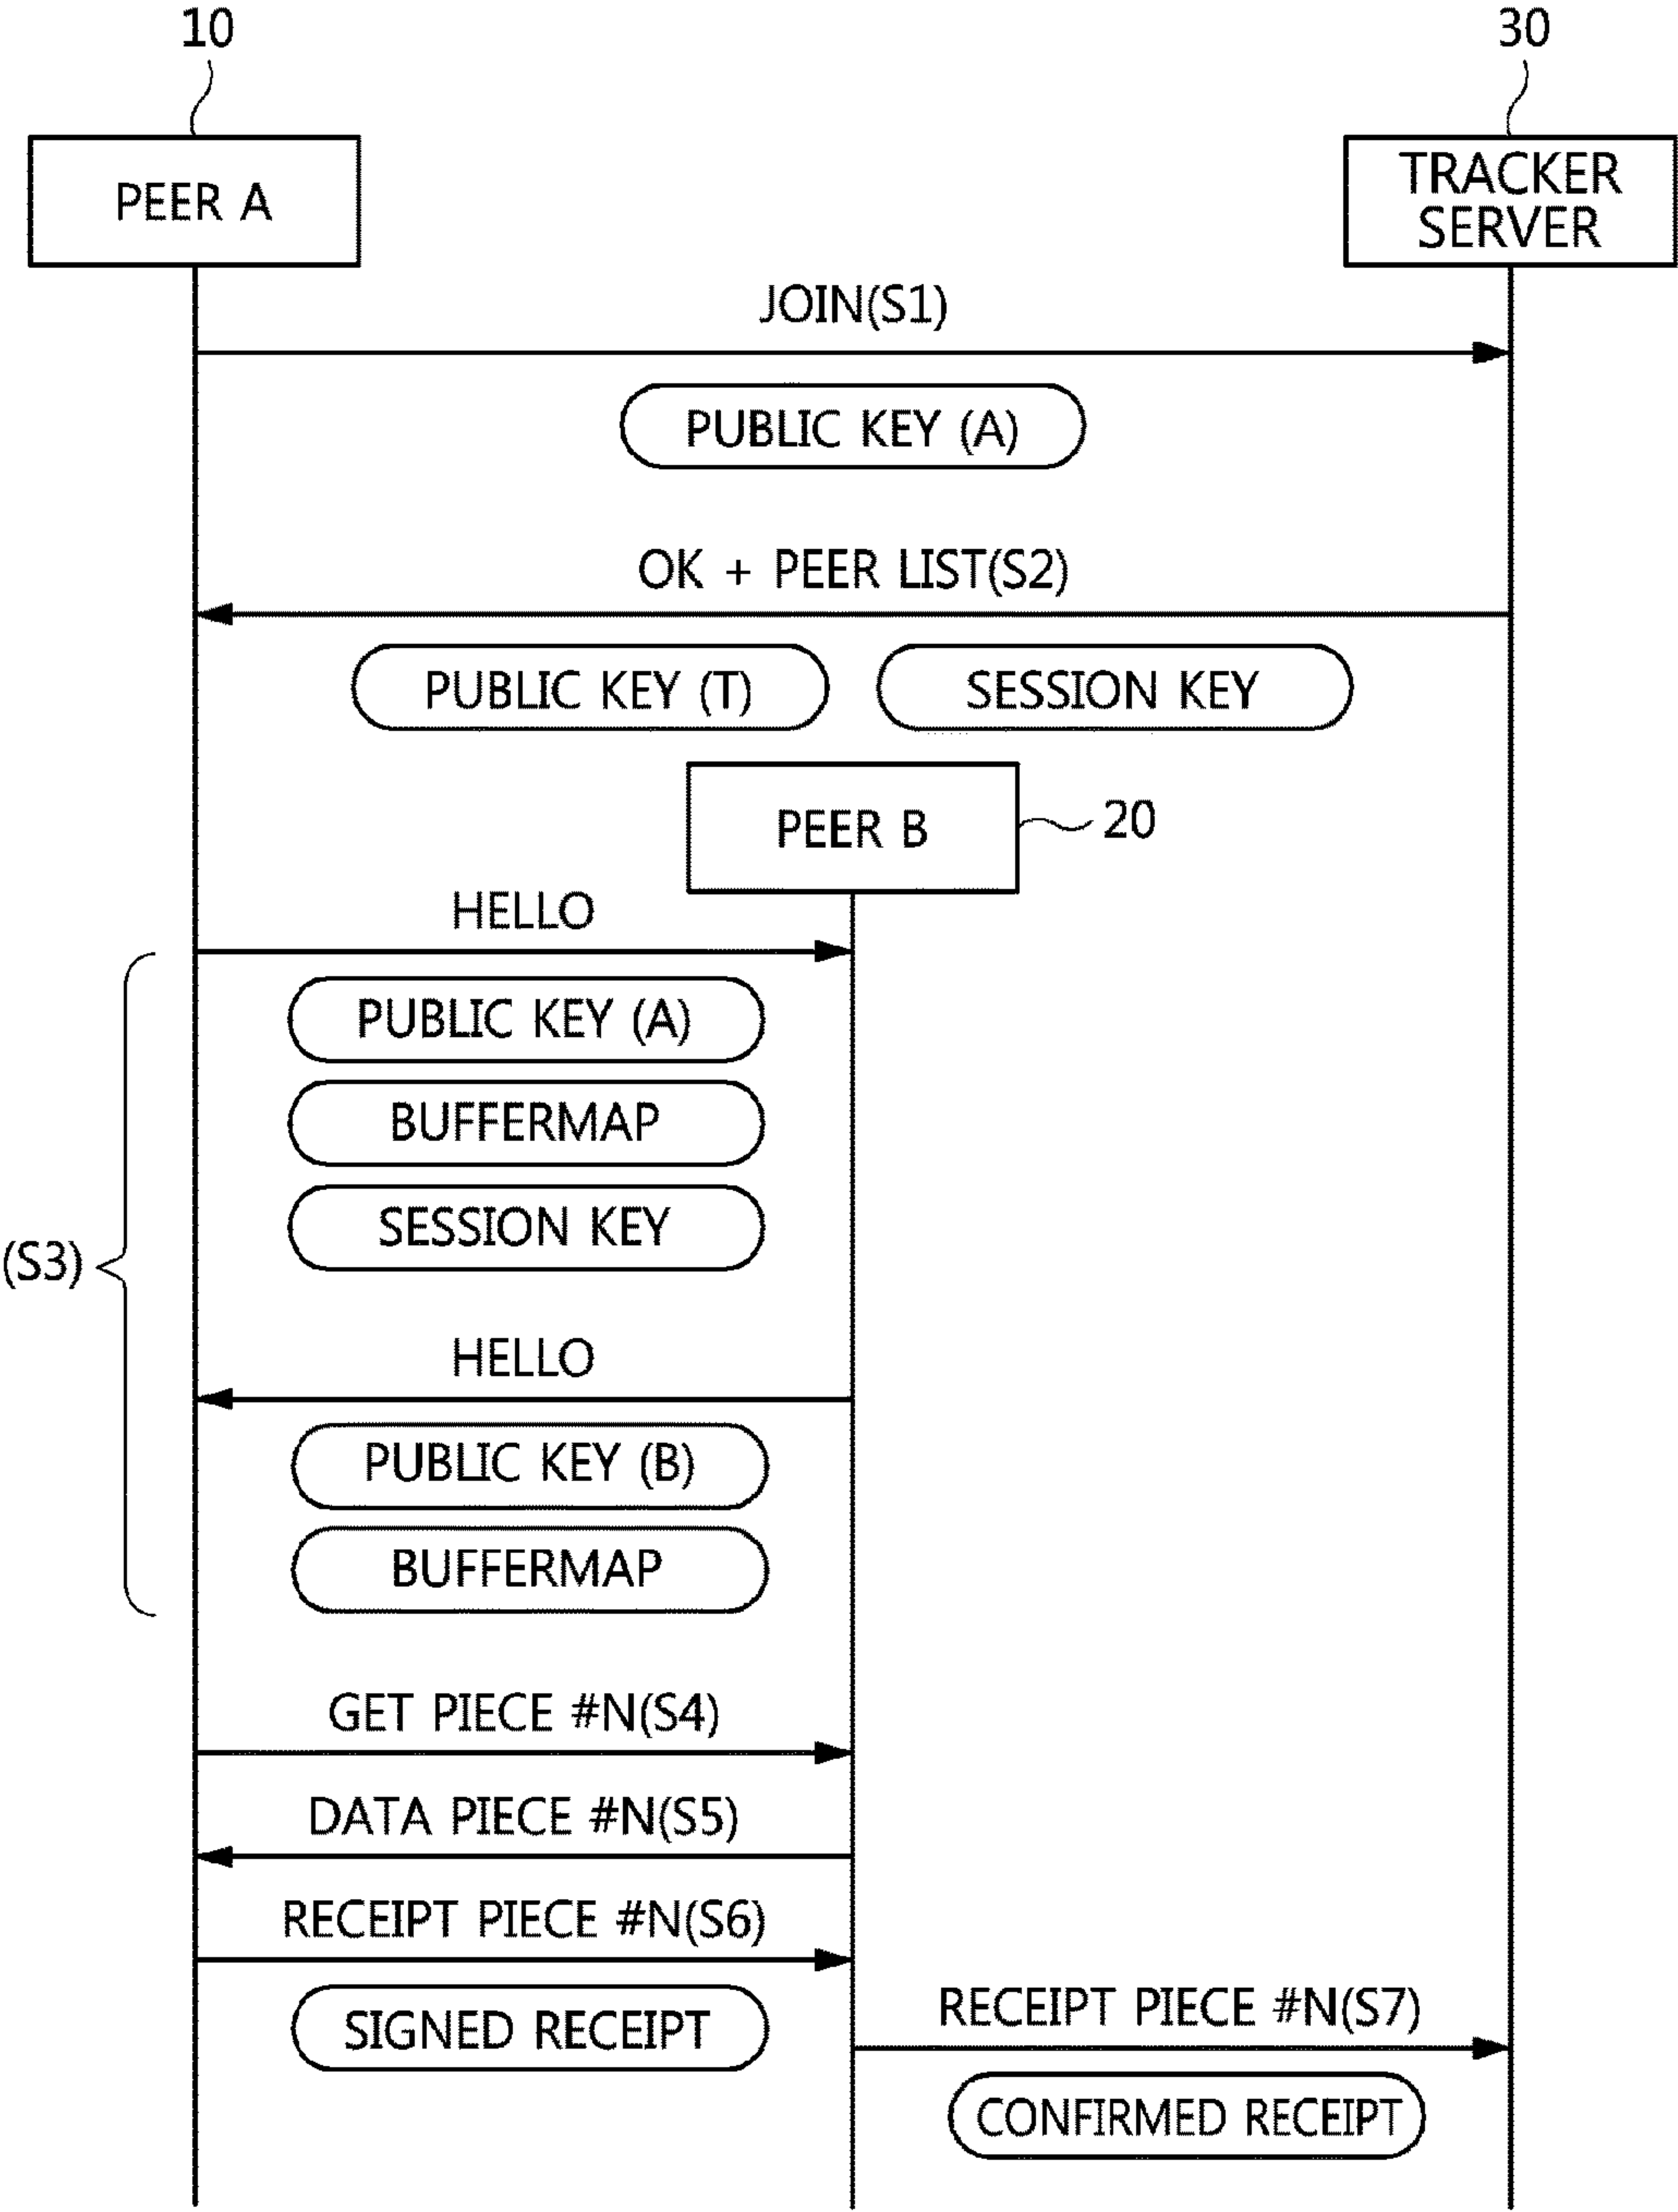 10
30
PEER A
TRACKER
SERVER
JOIN(S1)
PUBLIC KEY (A)
OK + PEER LIST(S2)
PUBLIC KEY (T)
SESSION KEY
PEER B
20
HELLO
PUBLIC KEY (A)
BUFFERMAP
SESSION KEY
(S3)
HELLO
PUBLIC KEY (B)
BUFFERMAP
GET PIECE #N(S4)
DATA PIECE #N(S5)
RECEIPT PIECE #N(S6)
SIGNED RECEIPT
RECEIPT PIECE #N(S7)
CONFIRMED RECEIPT